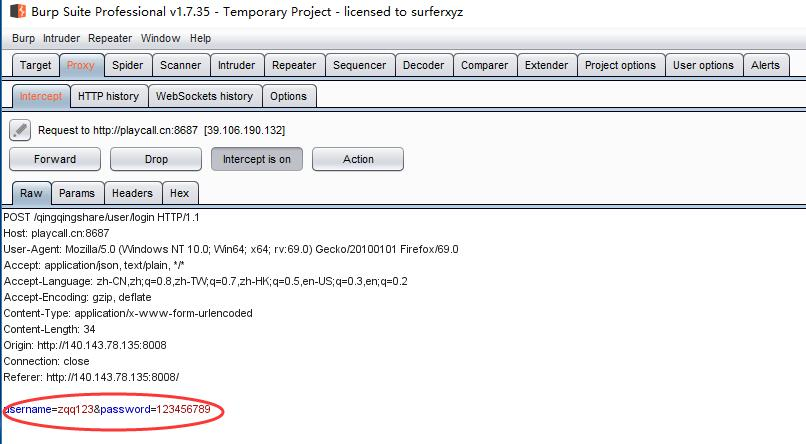 Burp Suite Professional v1.7.35 - Temporary Project - licensed to surferxyz
Burp Intruder Repeater Window Help
Target Proxy Spider Scanner Intruder Repeater Sequencer Decoder Comparer Extender Project options User options Alerts
Intercept HTTP history WebSockets history Options
Request to http://playcall.cn:8687 [39.106.190.132]
Forward Drop Intercept is on Action
Raw Params Headers Hex
POST /qingqingshare/user/login HTTP/1.1
Host: playcall.cn:8687
User-Agent: Mozilla/5.0 (Windows NT 10.0; Win64; x64; rv:69.0) Gecko/20100101 Firefox/69.0
Accept: application/json, text/plain, */*
Accept-Language: zh-CN,zh;q=0.8,zh-TW;q=0.7,zh-HK;q=0.5,en-US;q=0.3,en;q=0.2
Accept-Encoding: gzip, deflate
Content-Type: application/x-www-form-urlencoded
Content-Length: 34
Origin: http://140.143.78.135:8008
Connection: close
Referer: http://140.143.78.135:8008/
username=zqq123&password=123456789